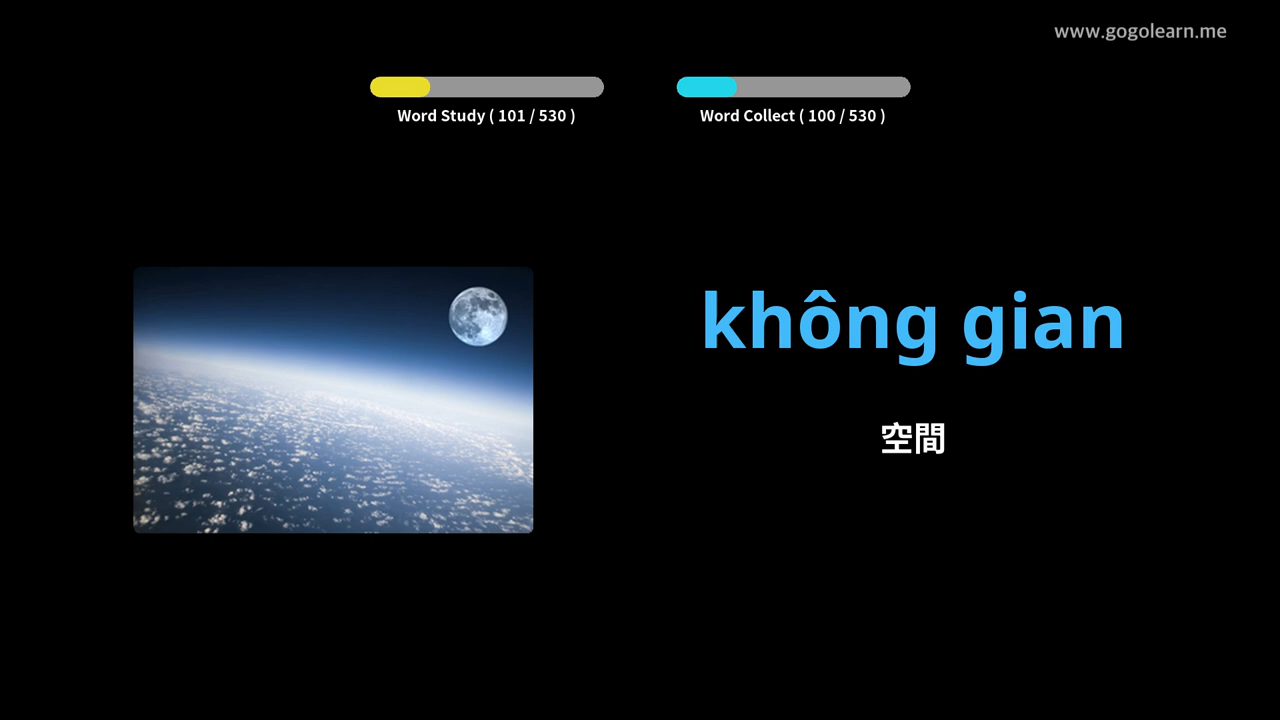 www.gogolearn.me
Word Study ( 101 / 530 )
Word Collect ( 100 / 530 )
không gian
空間